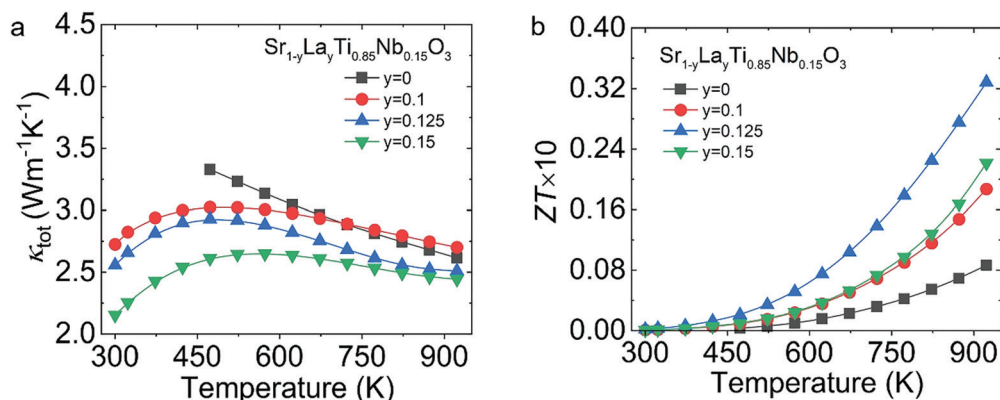 a
Sr₁₋yLayTi₀.₈₅Nb₀.₁₅O₃
y=0
y=0.1
y=0.125
y=0.15
4.5
4.0
3.5
3.0
2.5
2.0
κtot (Wm⁻¹K⁻¹)
300 450 600 750 900
Temperature (K)
b
Sr₁₋yLayTi₀.₈₅Nb₀.₁₅O₃
y=0
y=0.1
y=0.125
y=0.15
0.40
0.32
0.24
0.16
0.08
0.00
ZT×10
300 450 600 750 900
Temperature (K)